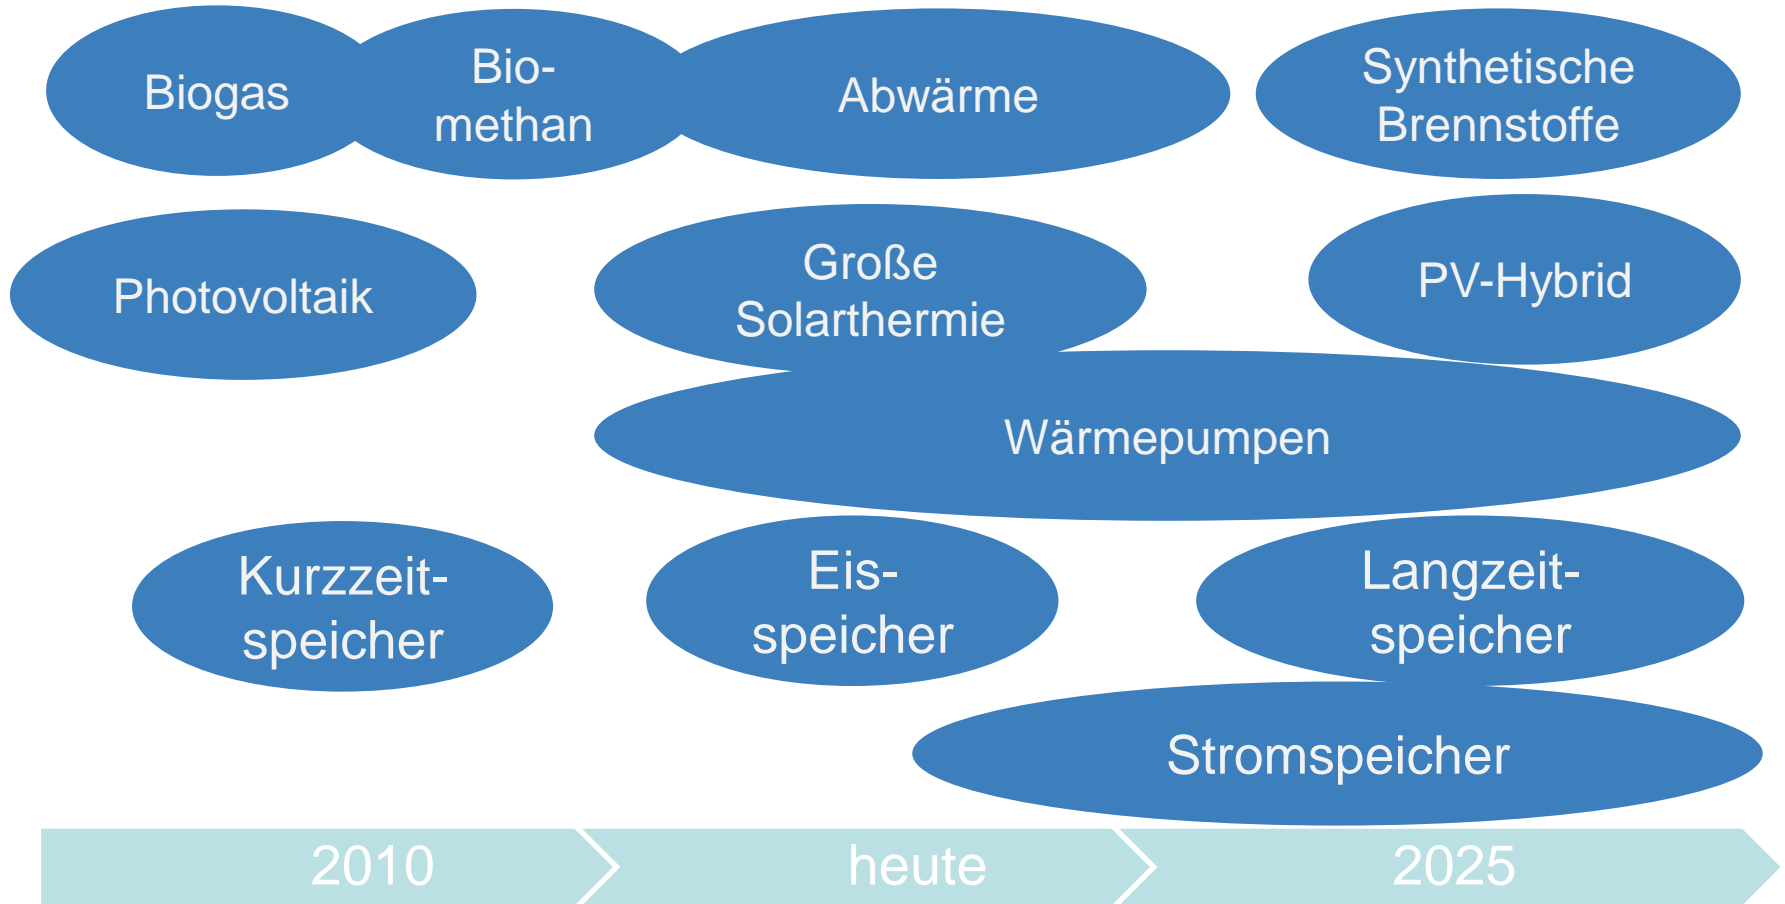 Biogas
Bio-
methan
Abwärme
Synthetische
Brennstoffe
Photovoltaik
Große
Solarthermie
PV-Hybrid
Wärmepumpen
Kurzzeit-
speicher
Eis-
speicher
Langzeit-
speicher
Stromspeicher
2010
heute
2025